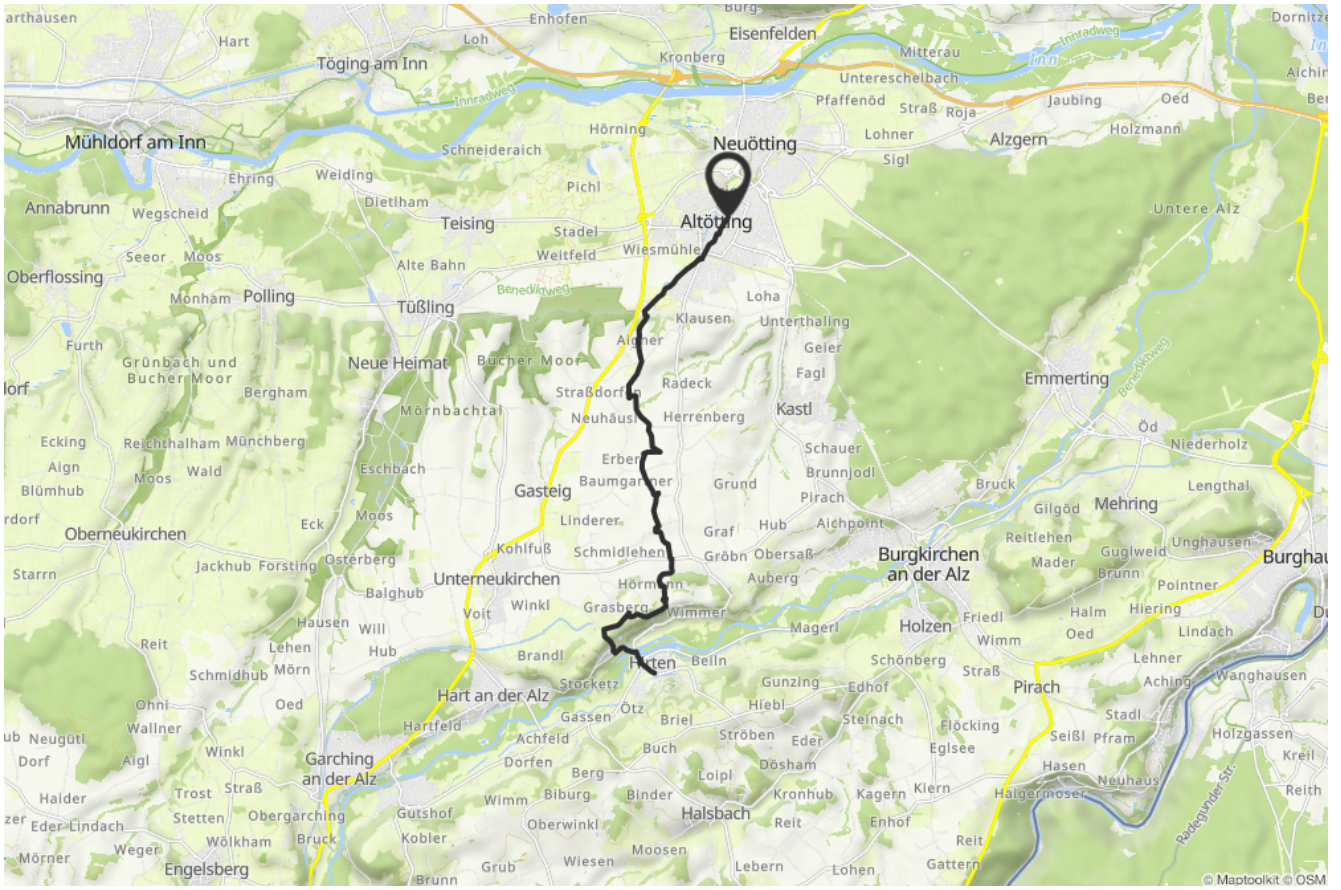 arthausen
Enhofen
Burg
Dornitze
Hart
Loh
Eisenfelden
Innradweg
Töging am Inn
Kronberg
Mitterau
Inn
Untereschelbach
Aichin
Innradweg
Pfaffenöd
Straß
Roja
Jaubing
Oed
Mühldorf am Inn
Hörning
Neuötting
Lohner
Alzgern
Holzmann
Schneideraich
Sigl
Ehring
Weiding
Pichl
Annabrunn
Wegscheid
Dietlham
Teising
Altötting
Untere Alz
Stadel
Seeor
Moos
Alte Bahn
Weitfeld
Wiesmühle
Oberflossing
Monham
Polling
Tüßling
Benediktweg
Loha
Klausen
Unterthaling
Furth
Aigner
Geier
Grünbach und
Bucher Moor
Neue Heimat
Bucher Moor
Fagl
Benediktweg
dorf
Bergham
Straßdorfen
Radeck
Emmerting
Mörnbachtal
Neuhäusl
Herrenberg
Kastl
Ecking
Reichthalham
Münchberg
Öd
Aign
Wald
Eschbach
Erber
Schauer
Niederholz
Blümhub
Moos
Baumgartner
Grund
Brunnjodl
Bruck
Lengthal
Gasteig
Pirach
Mehring
rdorf
Eck
Moos
Linderer
Graf
Hub
Aichpoint
Gilgöd
Oberneukirchen
Reitlehen
Unghausen
Starrn
Jackhub
Forsting
Osterberg
Kohlfuß
Schmidlehen
Gröbn
Obersaß
Burgkirchen
an der Alz
Mader
Guglweid
Burghau
Balghub
Unterneukirchen
Hörmann
Auberg
Brunn
Pointner
Winkl
Grasberg
Wimmer
Hausen
Voit
Magerl
Holzen
Friedl
Halm
Hiering
Reit
Will
Wimm
Oed
Lindach
Lehen
Hub
Brandl
Hirten
Belln
Schönberg
Lehner
Schmidhub
Mörn
Stocketz
Gunzing
Edhof
Straß
Aching
Wanghausen
Hart an der Alz
Pirach
Ohni
Oed
Ötz
Hiebl
Wallner
Hartfeld
Gassen
Briel
Steinach
Flöcking
Stadl
ub
Neugütl
Achfeld
Ströben
Eder
Seißl
Pfram
Holzgassen
Winkl
Garching
an der Alz
Buch
Eglsee
Dorf
Aigl
Dorfen
Dösham
Hasen
Kreil
Berg
Loipl
Neuhaus
Haider
Trost
Straß
Wimm
Biburg
Binder
Kronhub
Kagern
Kiern
Haigermoser
Reith
Stetten
Obergarching
Gutshof
Halsbach
Radegunder Str.
zer
Eder-Lindach
Oberwinkl
Reit
Enhof
Weger
Wölkham
Bruck
Kobler
Reit
Mörner
Moosen
Engelsberg
Grub
Wiesen
Lebern
Holzen
Gattern
Brunn
© Maptoolkit © OSM